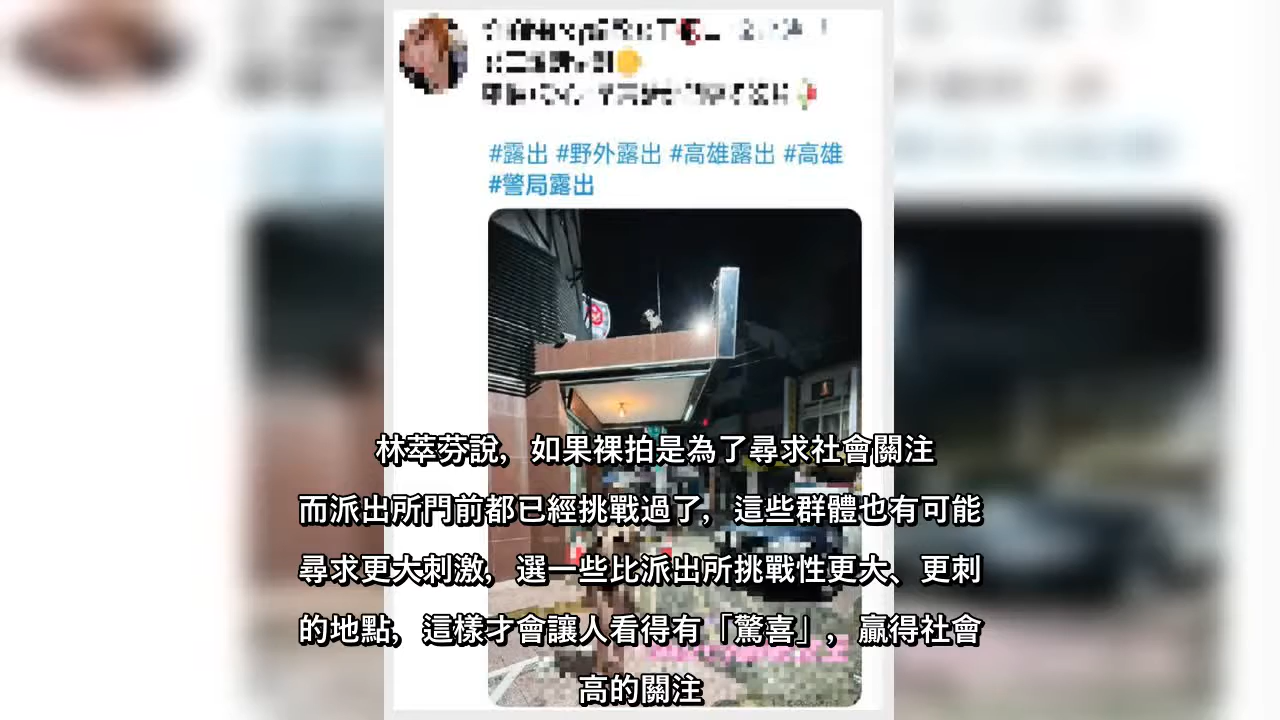 #露出 #野外露出 #高雄露出 #高雄
#警局露出
林萃芬說，如果裸拍是為了尋求社會關注
而派出所門前都已經挑戰過了，這些群體也有可能
尋求更大刺激，選一些比派出所挑戰性更大、更刺
的地點，這樣才會讓人看得有「驚喜」，贏得社會
高的關注